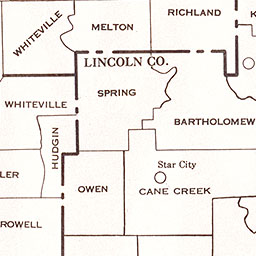 RICHLAND
WHITEVILLE
MELTON
LINCOLN CO.
SPRING
WHITEVILLE
BARTHOLOMEW
HUDGIN
Star City
LER
OWEN
CANE CREEK
ROWELL